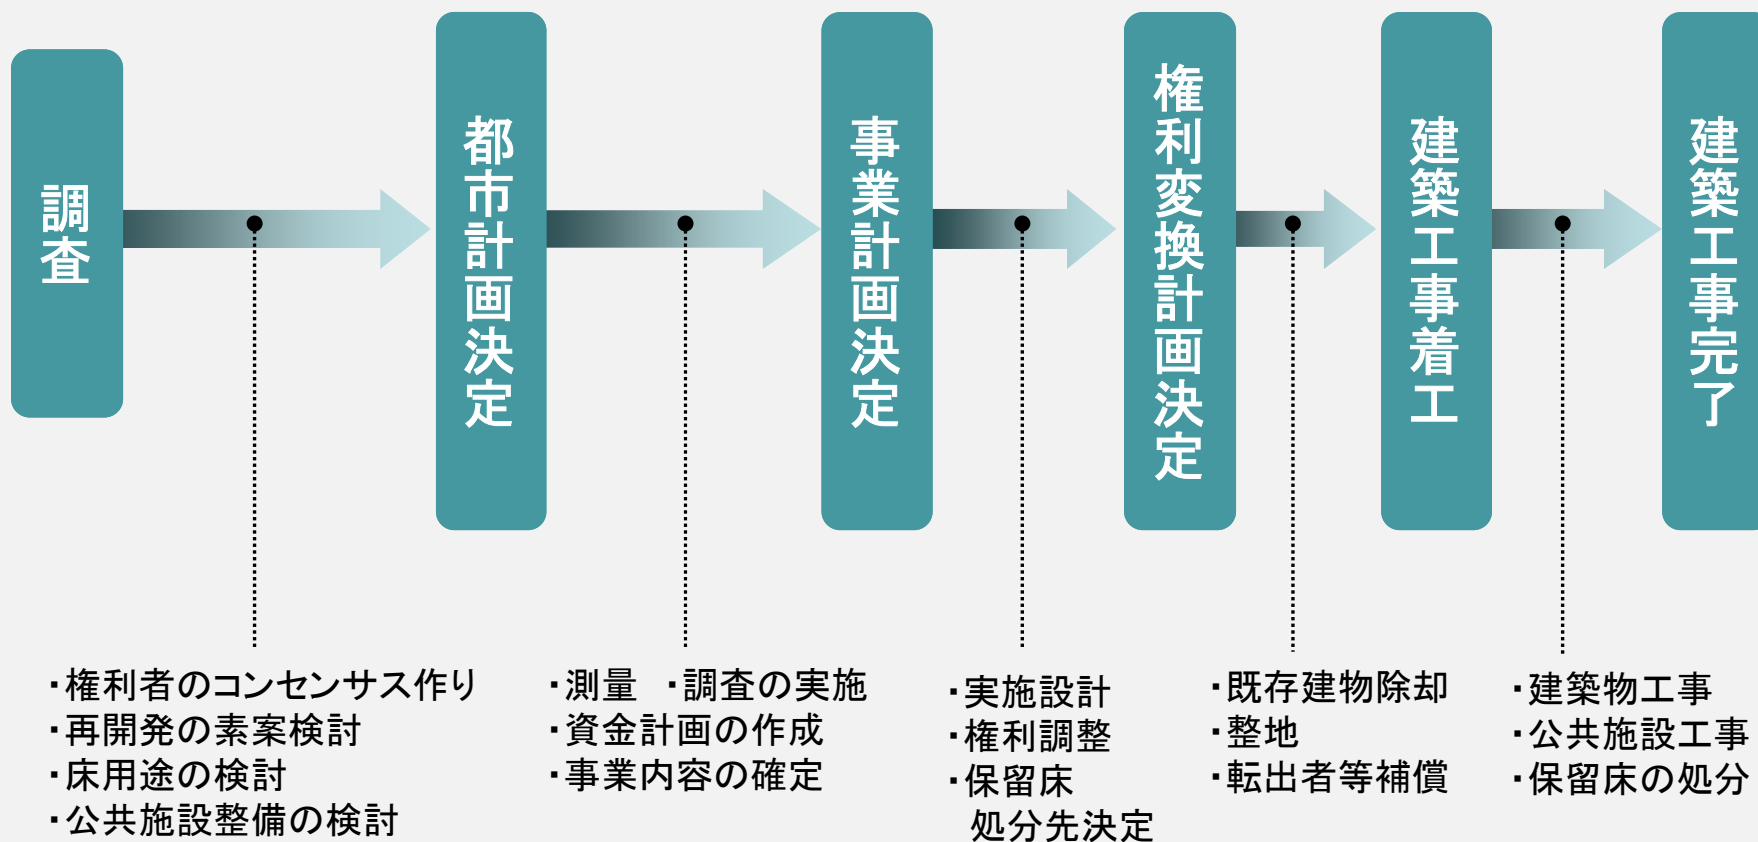 調査
都市計画決定
事業計画決定
権利変換計画決定
建築工事着工
建築工事完了
・権利者のコンセンサス作り
・再開発の素案検討
・床用途の検討
・公共施設整備の検討
・測量 ・調査の実施
・資金計画の作成
・事業内容の確定
・実施設計
・権利調整
・保留床
処分先決定
・既存建物除却
・整地
・転出者等補償
・建築物工事
・公共施設工事
・保留床の処分